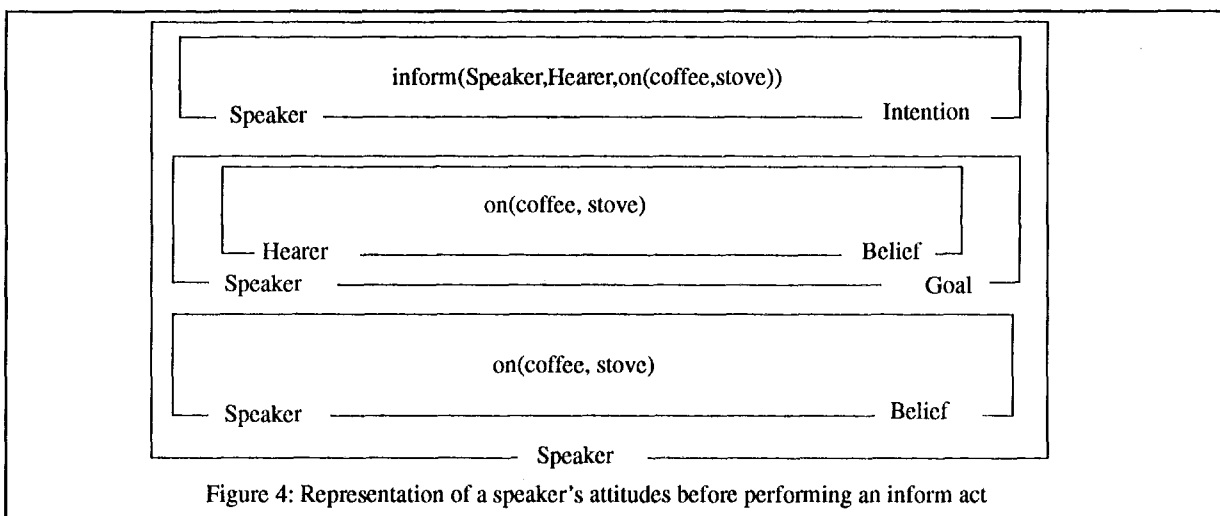 inform(Speaker,Hearer,on(coffee,stove))
Speaker Intention
on(coffee, stove)
Hearer Belief
Speaker Goal
on(coffee, stove)
Speaker Belief
Speaker
Figure 4: Representation of a speaker's attitudes before performing an inform act